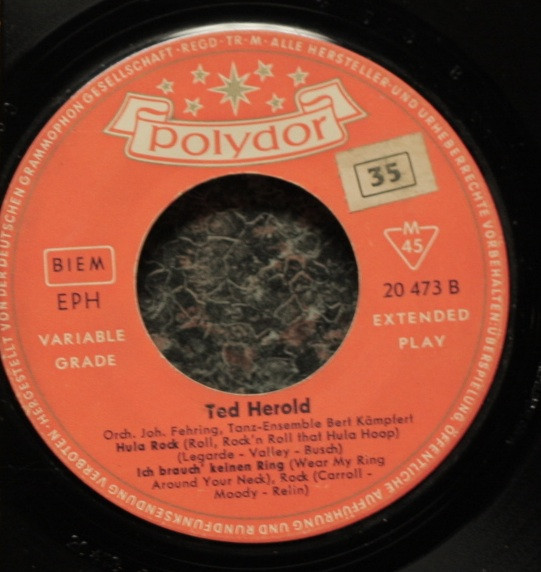 HERGESTELLT VON DER DEUTSCHEN GRAMMOPHON GESELLSCHAFT · REGD · TR · M · ALLE HERSTELLER- UND URHEBERRECHTE VORBEHALTEN · ÜBERSPIELUNG, ÖFFENTLICHE AUFFÜHRUNG UND RUNDFUNKSENDUNG VERBOTEN ·
polydor
35
BIEM
M
45
EPH
20 473 B
VARIABLE
GRADE
EXTENDED
PLAY
Ted Herold
Orch. Joh. Fehring, Tanz-Ensemble Bert Kämpfert
Hula Rock (Roll, Rock'n Roll that Hula Hoop)
(Legarde - Valley - Busch)
Ich brauch' keinen Ring (Wear My Ring
Around Your Neck), Rock (Carroll -
Moody - Relin)